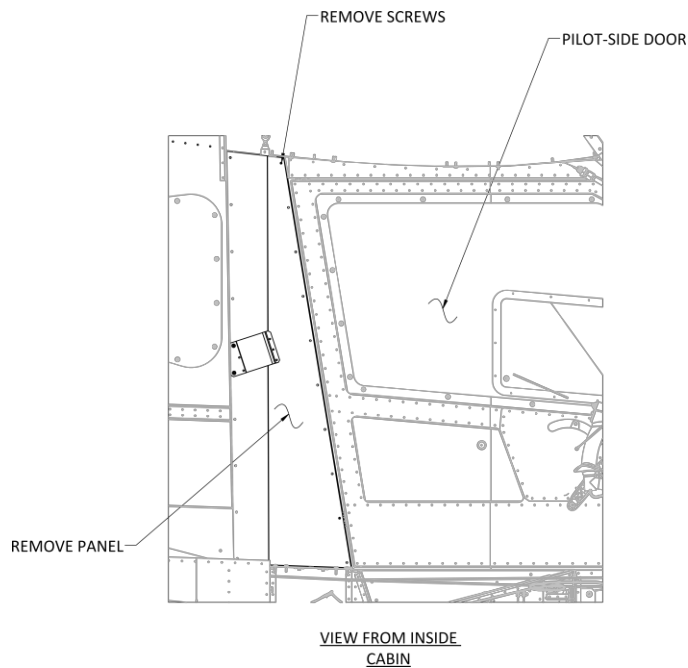 REMOVE SCREWS
PILOT-SIDE DOOR
REMOVE PANEL
VIEW FROM INSIDE
CABIN